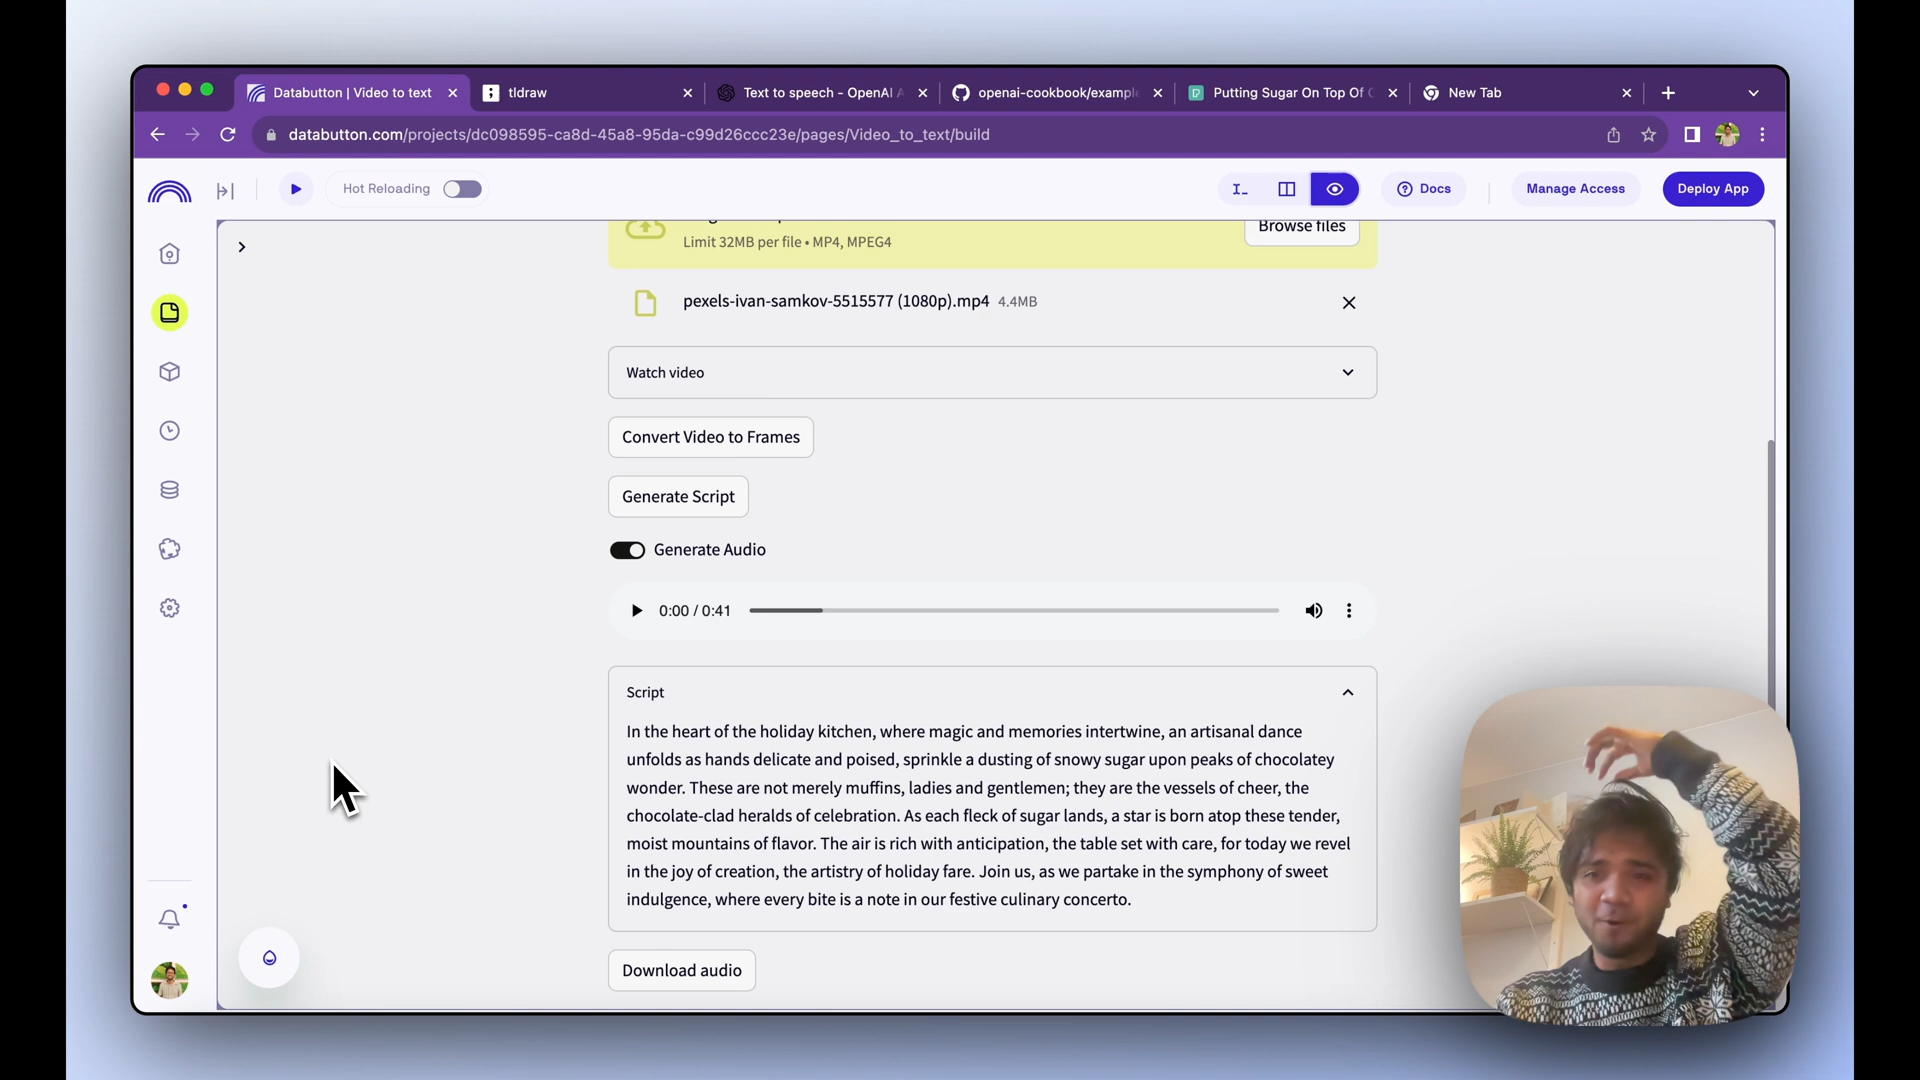 Databutton | Video to text
tldraw
Text to speech - OpenAI A
openai-cookbook/exampl
Putting Sugar On Top Of C
New Tab
databutton.com/projects/dc098595-ca8d-45a8-95da-c99d26ccc23e/pages/Video_to_text/build
Hot Reloading
Docs
Manage Access
Deploy App
Limit 32MB per file • MP4, MPEG4
Browse files
pexels-ivan-samkov-5515577 (1080p).mp4 4.4MB
Watch video
Convert Video to Frames
Generate Script
Generate Audio
0:00 / 0:41
Script
In the heart of the holiday kitchen, where magic and memories intertwine, an artisanal dance
unfolds as hands delicate and poised, sprinkle a dusting of snowy sugar upon peaks of chocolatey
wonder. These are not merely muffins, ladies and gentlemen; they are the vessels of cheer, the
chocolate-clad heralds of celebration. As each fleck of sugar lands, a star is born atop these tender,
moist mountains of flavor. The air is rich with anticipation, the table set with care, for today we revel
in the joy of creation, the artistry of holiday fare. Join us, as we partake in the symphony of sweet
indulgence, where every bite is a note in our festive culinary concerto.
Download audio